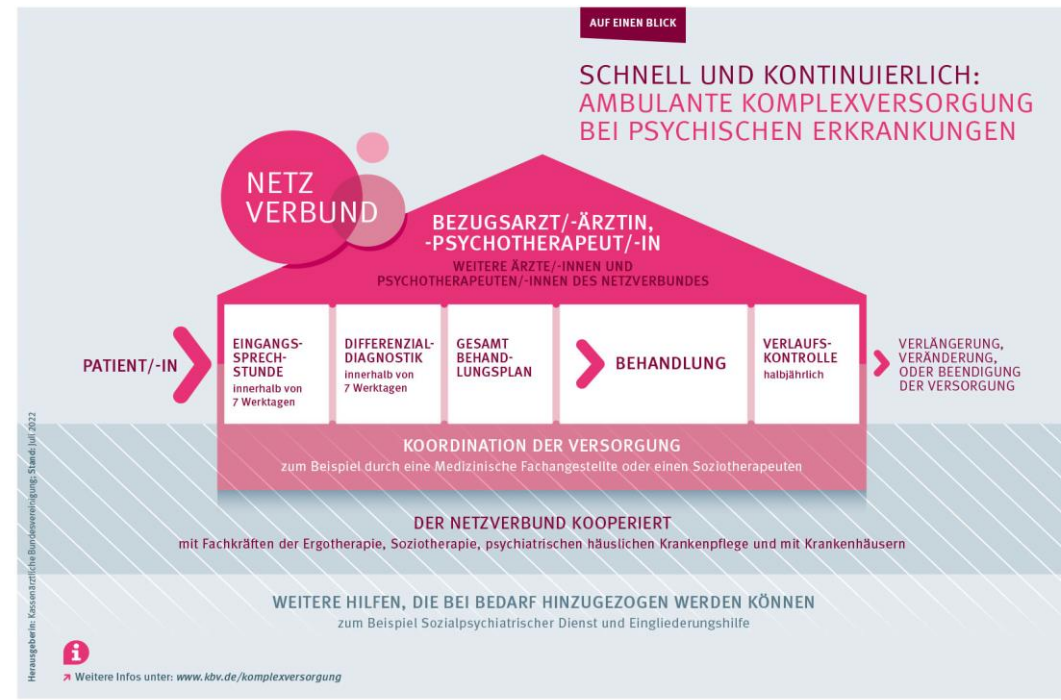 AUF EINEN BLICK
SCHNELL UND KONTINUIERLICH:
AMBULANTE KOMPLEXVERSORGUNG
BEI PSYCHISCHEN ERKRANKUNGEN
NETZ
VERBUND
BEZUGSARZT/-ÄRZTIN,
-PSYCHOTHERAPEUT/-IN
WEITERE ÄRZTE/-INNEN UND
PSYCHOTHERAPEUTEN/-INNEN DES NETZVERBUNDES
PATIENT/-IN
EINGANGS-
SPRECH-
STUNDE
innerhalb von
7 Werktagen
DIFFERENZIAL-
DIAGNOSTIK
innerhalb von
7 Werktagen
GESAMT
BEHAND-
LUNGSPLAN
BEHANDLUNG
VERLAUFS-
KONTROLLE
halbjährlich
VERLÄNGERUNG,
VERÄNDERUNG,
ODER BEENDIGUNG
DER VERSORGUNG
KOORDINATION DER VERSORGUNG
zum Beispiel durch eine Medizinische Fachangestellte oder einen Soziotherapeuten
DER NETZVERBUND KOOPERIERT
mit Fachkräften der Ergotherapie, Soziotherapie, psychiatrischen häuslichen Krankenpflege und mit Krankenhäusern
WEITERE HILFEN, DIE BEI BEDARF HINZUGEZOGEN WERDEN KÖNNEN
zum Beispiel Sozialpsychiatrischer Dienst und Eingliederungshilfe
i
Weitere Infos unter: www.kbv.de/komplexversorgung
Herausgeberin: Kassenärztliche Bundesvereinigung; Stand: Juli 2022